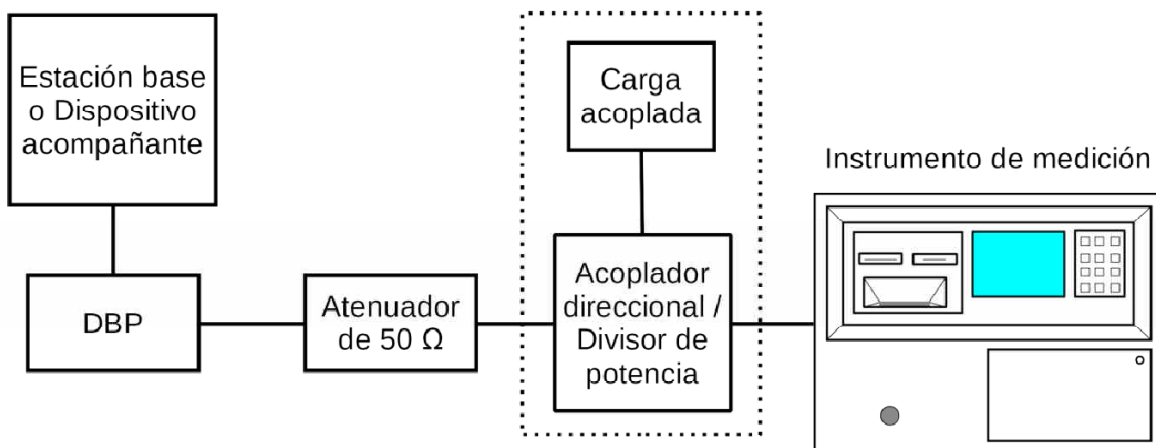 Estación base
o Dispositivo
acompañante
Carga
acoplada
Instrumento de medición
DBP
Atenuador
de 50 Ω
Acoplador
direccional /
Divisor de
potencia